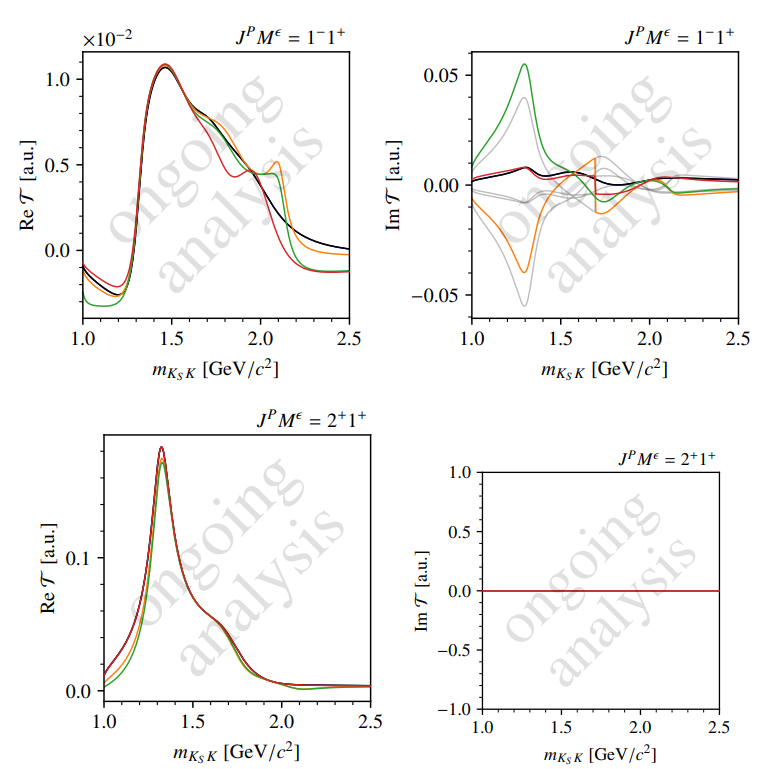 ×10⁻² JᴾMᵋ = 1⁻1⁺
1.0
0.5
0.0
Re 𝒯 [a.u.]
ongoing
analysis
1.0 1.5 2.0 2.5
m_{K_S K} [GeV/c²]
JᴾMᵋ = 1⁻1⁺
0.05
0.00
−0.05
Im 𝒯 [a.u.]
ongoing
analysis
1.0 1.5 2.0 2.5
m_{K_S K} [GeV/c²]
JᴾMᵋ = 2⁺1⁺
0.1
0.0
Re 𝒯 [a.u.]
ongoing
analysis
1.0 1.5 2.0 2.5
m_{K_S K} [GeV/c²]
JᴾMᵋ = 2⁺1⁺
1.0
0.5
0.0
−0.5
−1.0
Im 𝒯 [a.u.]
ongoing
analysis
1.0 1.5 2.0 2.5
m_{K_S K} [GeV/c²]